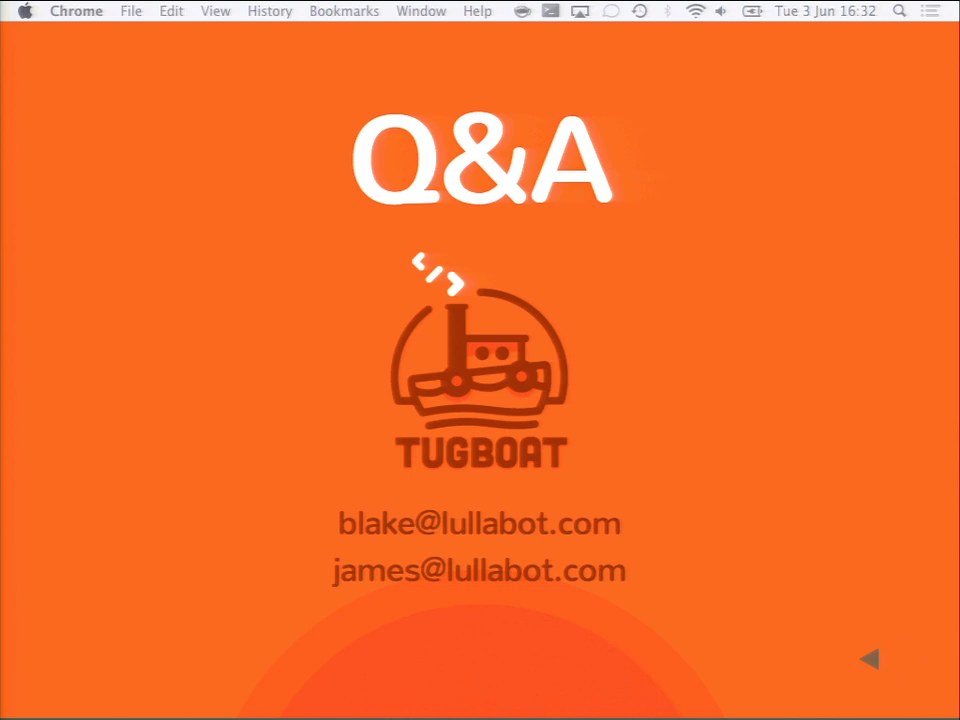 Chrome File Edit View History Bookmarks Window Help Tue 3 Jun 16:32
Q&A
</>
TUGBOAT
blake@lullabot.com
james@lullabot.com